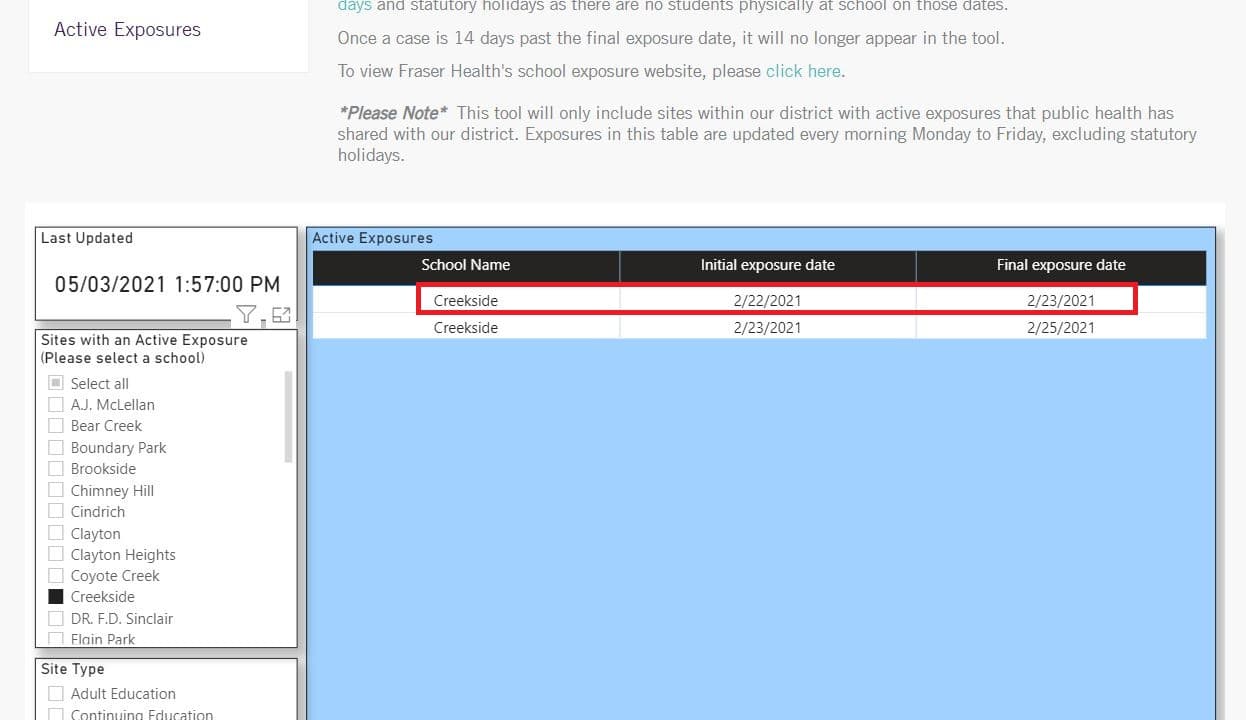 Active Exposures
days and statutory holidays as there are no students physically at school on those dates.
Once a case is 14 days past the final exposure date, it will no longer appear in the tool.
To view Fraser Health's school exposure website, please click here.
*Please Note* This tool will only include sites within our district with active exposures that public health has
shared with our district. Exposures in this table are updated every morning Monday to Friday, excluding statutory
holidays.
Last Updated
05/03/2021 1:57:00 PM
Sites with an Active Exposure
(Please select a school)
Select all
A.J. McLellan
Bear Creek
Boundary Park
Brookside
Chimney Hill
Cindrich
Clayton
Clayton Heights
Coyote Creek
Creekside
DR. F.D. Sinclair
Elgin Park
Site Type
Adult Education
Continuing Education
Active Exposures
School Name Initial exposure date Final exposure date
Creekside 2/22/2021 2/23/2021
Creekside 2/23/2021 2/25/2021